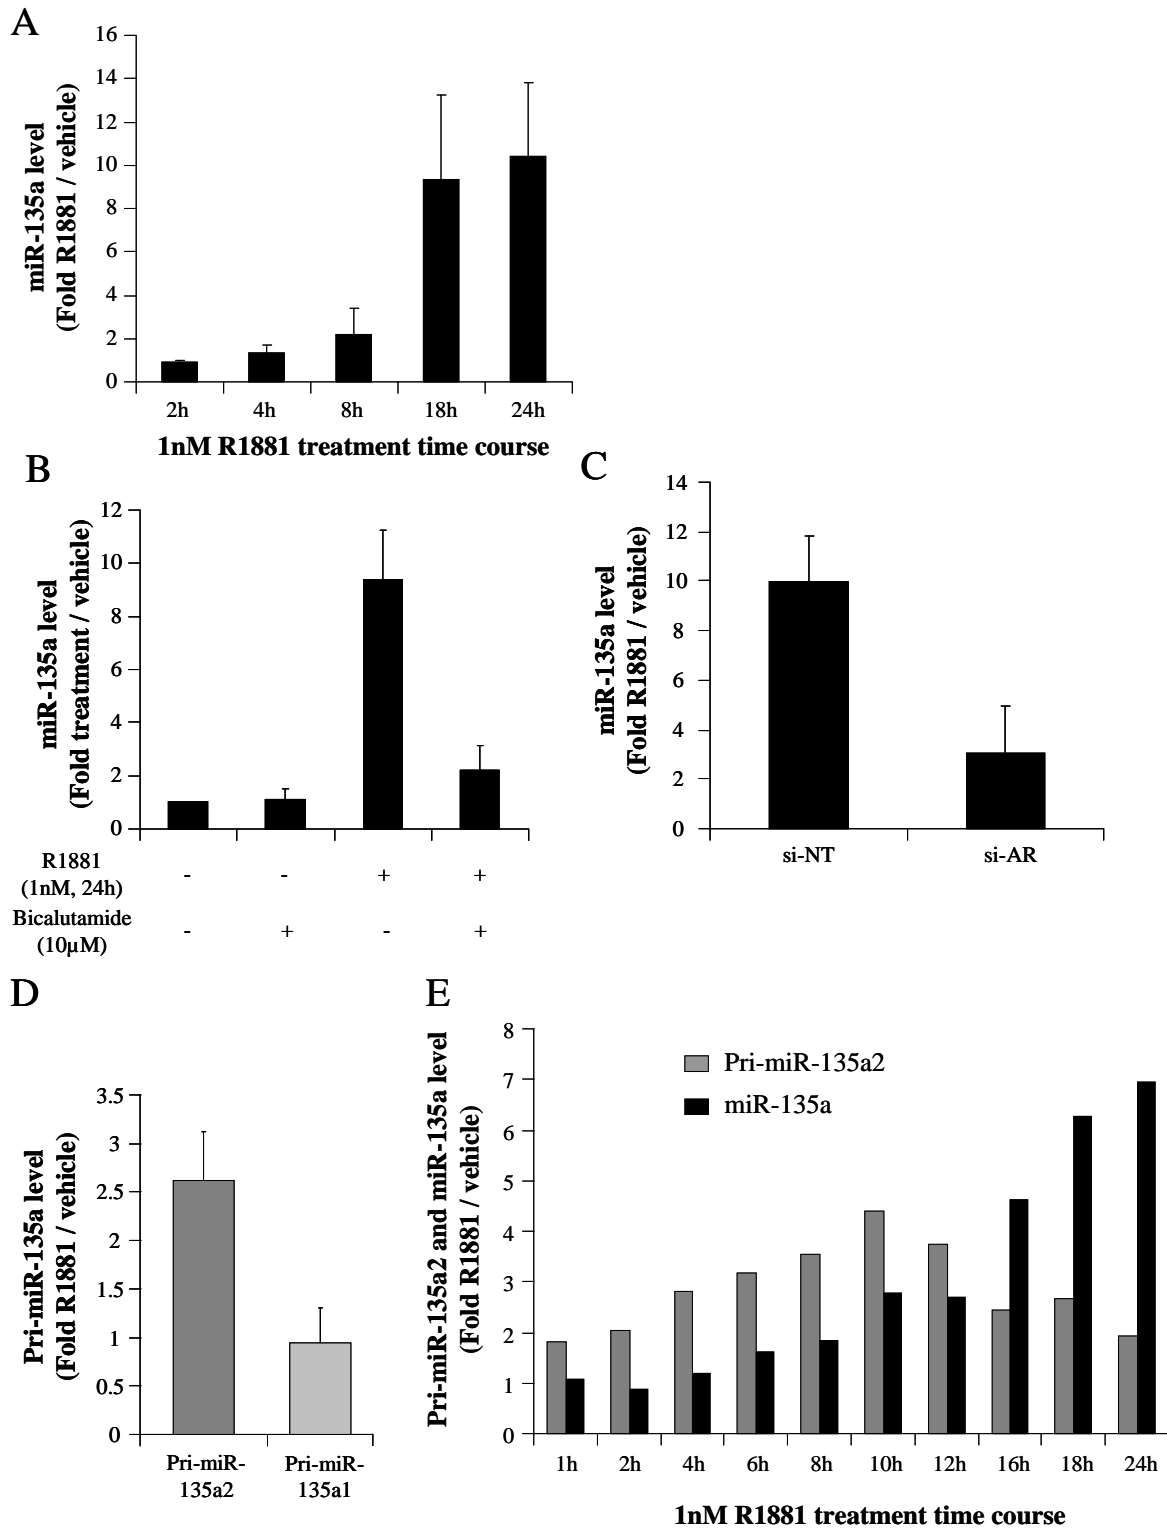 A
miR-135a level
(Fold R1881 / vehicle)
16
14
12
10
8
6
4
2
0
2h 4h 8h 18h 24h
1nM R1881 treatment time course
B
miR-135a level
(Fold treatment / vehicle)
12
10
8
6
4
2
0
R1881
(1nM, 24h)
- - + +
Bicalutamide
(10µM)
- + - +
C
miR-135a level
(Fold R1881 / vehicle)
14
12
10
8
6
4
2
0
si-NT si-AR
D
Pri-miR-135a level
(Fold R1881 / vehicle)
3.5
3
2.5
2
1.5
1
0.5
0
Pri-miR-
135a2
Pri-miR-
135a1
E
Pri-miR-135a2 and miR-135a level
(Fold R1881 / vehicle)
8
7
6
5
4
3
2
1
0
Pri-miR-135a2
miR-135a
1h 2h 4h 6h 8h 10h 12h 16h 18h 24h
1nM R1881 treatment time course